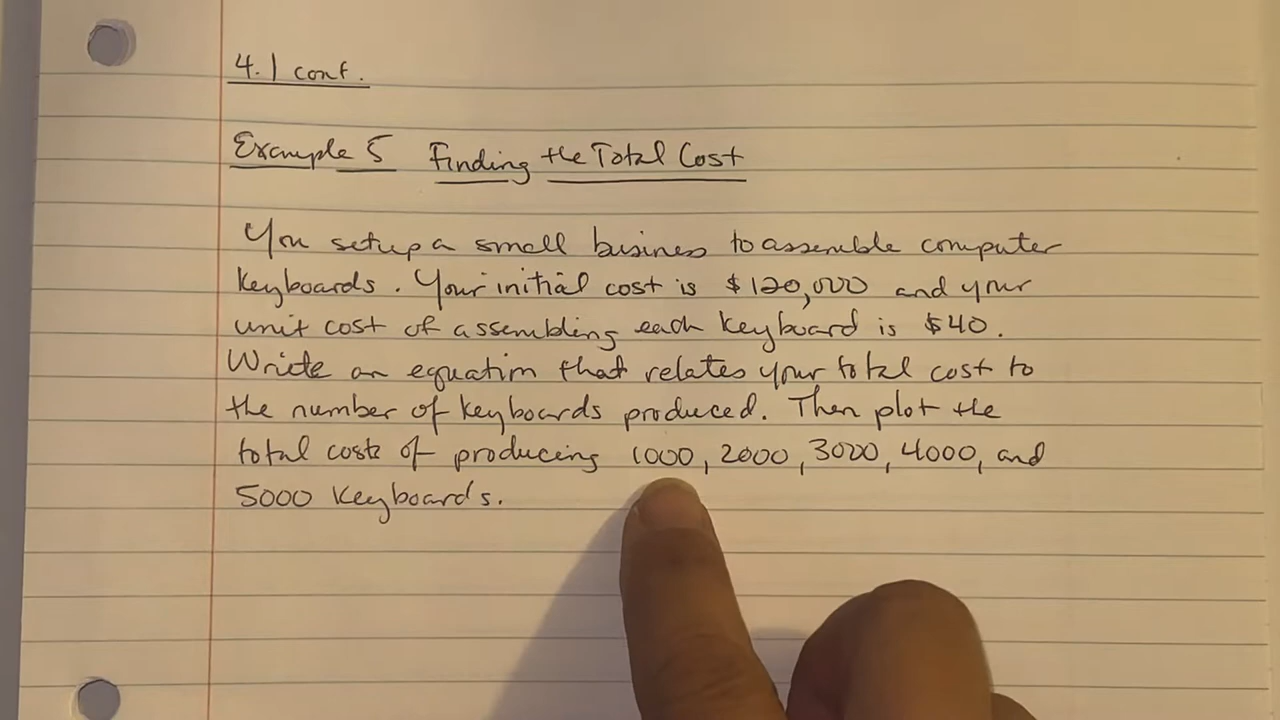 4.1 cont.
Example 5 Finding the Total Cost
You setup a small business to assemble computer
keyboards. Your initial cost is $120,000 and your
unit cost of assembling each keyboard is $40.
Write an equation that relates your total cost to
the number of keyboards produced. Then plot the
total costs of producing 1000, 2000, 3000, 4000, and
5000 keyboards.